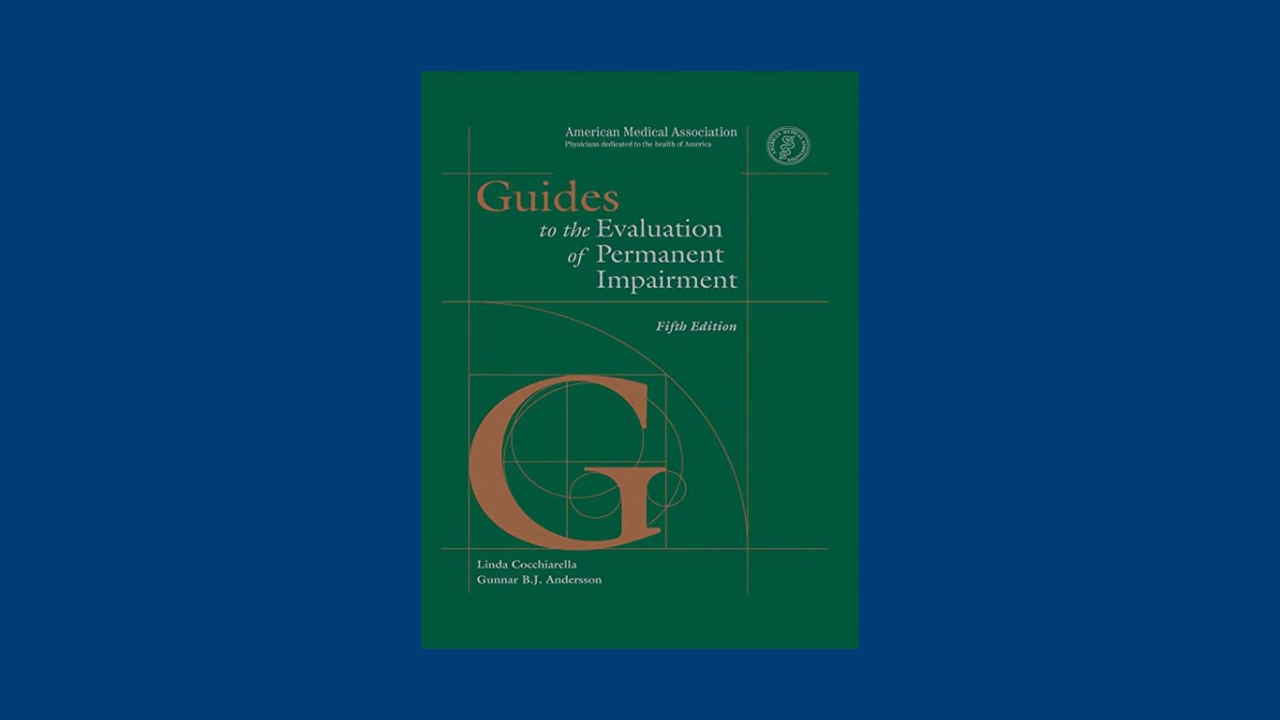 American Medical Association
Physicians dedicated to the health of America
Guides
to the Evaluation
of Permanent
Impairment
Fifth Edition
G
Linda Cocchiarella
Gunnar B.J. Andersson